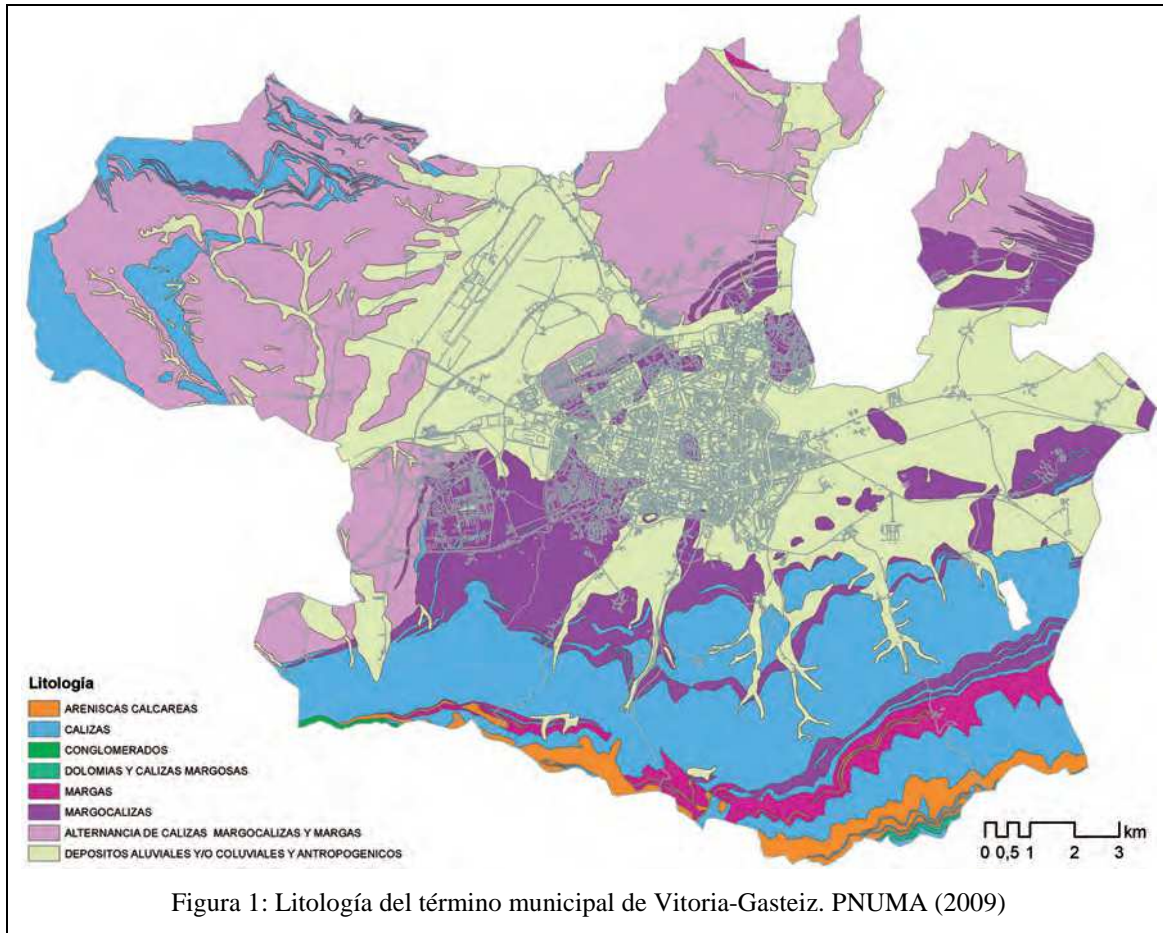 Litología
ARENISCAS CALCAREAS
CALIZAS
CONGLOMERADOS
DOLOMIAS Y CALIZAS MARGOSAS
MARGAS
MARGOCALIZAS
ALTERNANCIA DE CALIZAS MARGOCALIZAS Y MARGAS
DEPOSITOS ALUVIALES Y/O COLUVIALES Y ANTROPOGENICOS
km
0 0,5 1 2 3
Figura 1: Litología del término municipal de Vitoria-Gasteiz. PNUMA (2009)